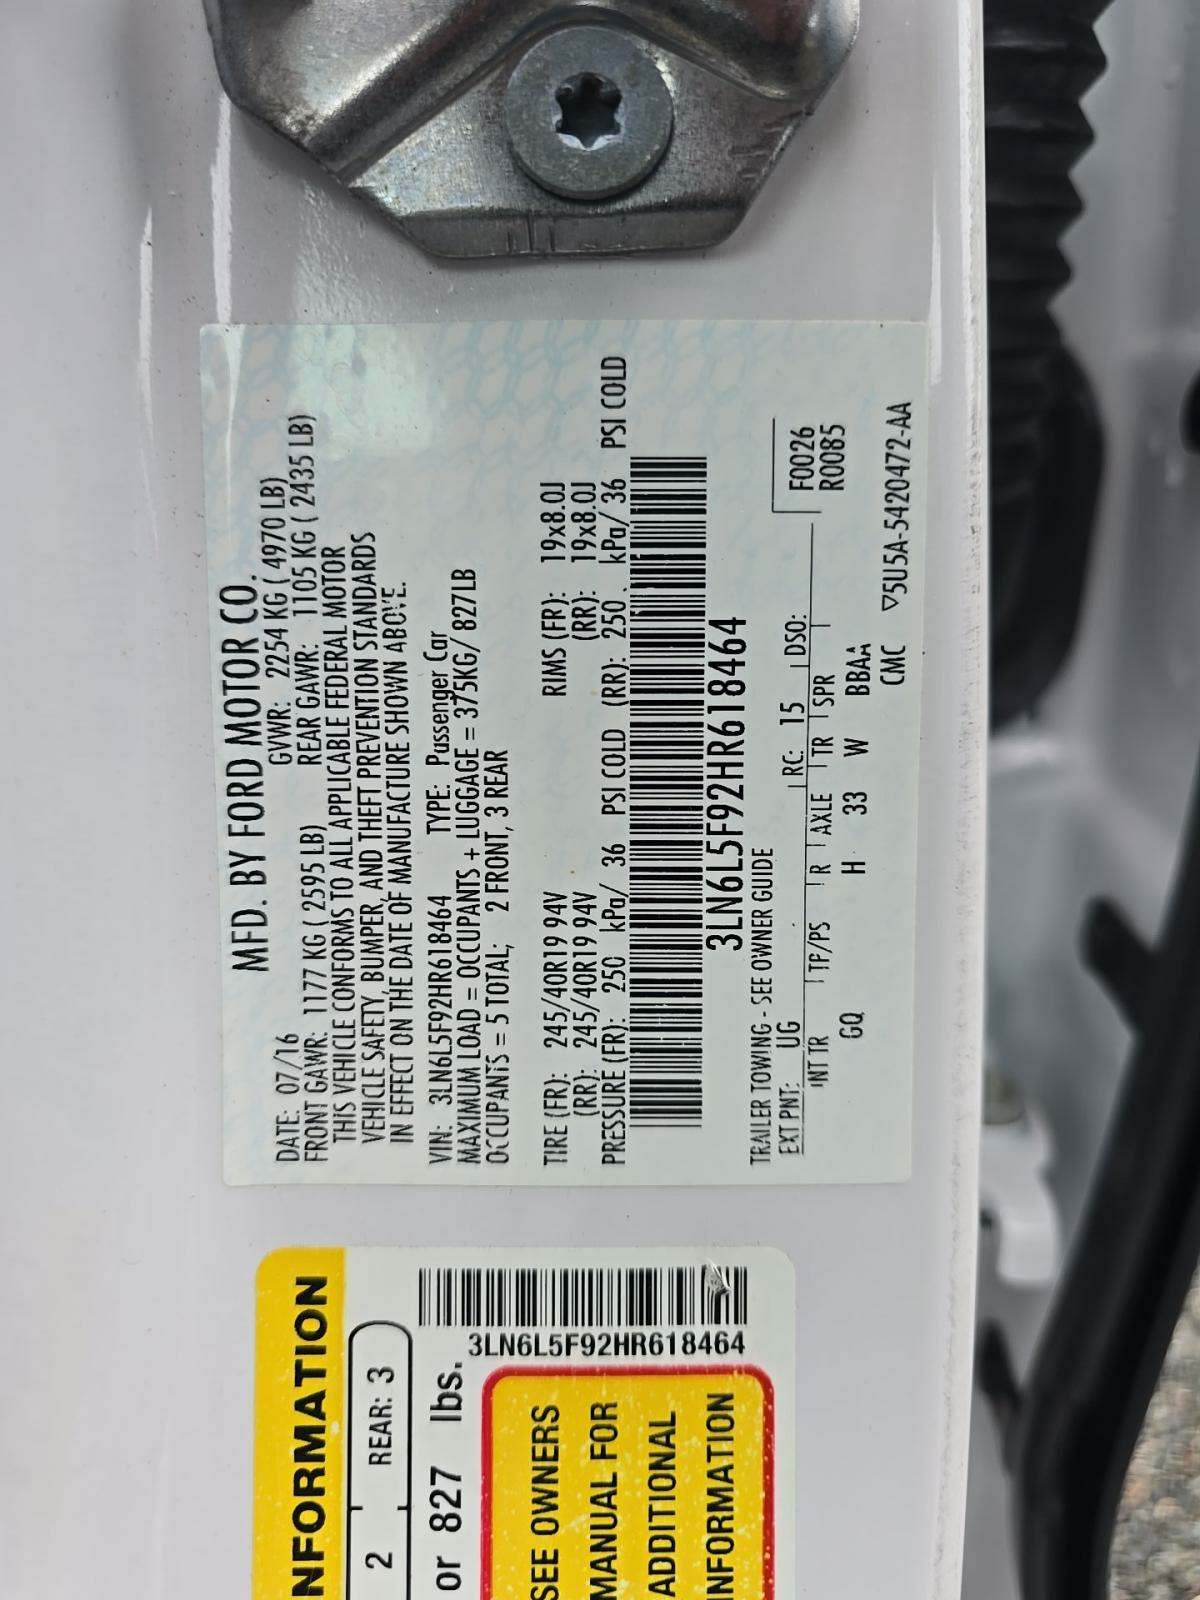 MFD. BY FORD MOTOR CO.
DATE: 07/16 GVWR: 2254 KG ( 4970 LB)
FRONT GAWR: 1177 KG ( 2595 LB) REAR GAWR: 1105 KG ( 2435 LB)
THIS VEHICLE CONFORMS TO ALL APPLICABLE FEDERAL MOTOR
VEHICLE SAFETY, BUMPER, AND THEFT PREVENTION STANDARDS
IN EFFECT ON THE DATE OF MANUFACTURE SHOWN ABOVE.
VIN: 3LN6L5F92HR618464 TYPE: Passenger Car
MAXIMUM LOAD = OCCUPANTS + LUGGAGE = 375KG/ 827LB
OCCUPANTS = 5 TOTAL; 2 FRONT, 3 REAR
TIRE (FR): 245/40R19 94V RIMS (FR): 19x8.0J
(RR): 245/40R19 94V (RR): 19x8.0J
PRESSURE (FR): 250 kPa/ 36 PSI COLD (RR): 250 kPa/ 36 PSI COLD
3LN6L5F92HR618464
TRAILER TOWING - SEE OWNER GUIDE
F0026
R0085
EXT PNT: UG RC: 15 DSO:
INT TR TP/PS R AXLE TR SPR
GQ H 33 W BBAA
CMC ▽5U5A-5420472-AA
NFORMATION
2 REAR: 3
or 827 lbs.
3LN6L5F92HR618464
SEE OWNERS
MANUAL FOR
ADDITIONAL
INFORMATION